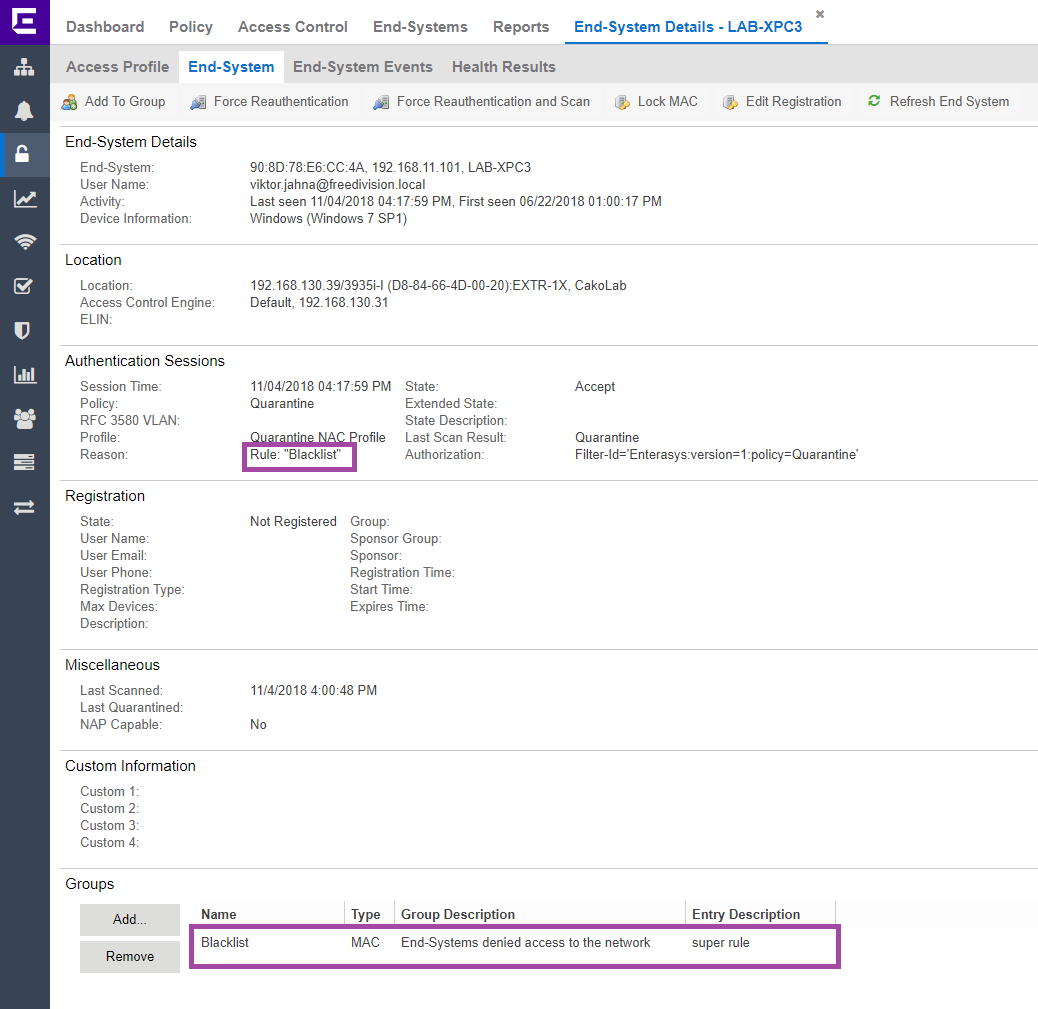 Dashboard Policy Access Control End-Systems Reports End-System Details - LAB-XPC3
Access Profile End-System End-System Events Health Results
Add To Group Force Reauthentication Force Reauthentication and Scan Lock MAC Edit Registration Refresh End System
End-System Details
End-System: 90:8D:78:E6:CC:4A, 192.168.11.101, LAB-XPC3
User Name: viktor.jahna@freedivision.local
Activity: Last seen 11/04/2018 04:17:59 PM, First seen 06/22/2018 01:00:17 PM
Device Information: Windows (Windows 7 SP1)
Location
Location: 192.168.130.39/3935i-I (D8-84-66-4D-00-20):EXTR-1X, CakoLab
Access Control Engine: Default, 192.168.130.31
ELIN:
Authentication Sessions
Session Time: 11/04/2018 04:17:59 PM State: Accept
Policy: Quarantine Extended State:
RFC 3580 VLAN: State Description:
Profile: Quarantine NAC Profile Last Scan Result: Quarantine
Reason: Rule: "Blacklist" Authorization: Filter-Id='Enterasys:version=1:policy=Quarantine'
Registration
State: Not Registered Group:
User Name: Sponsor Group:
User Email: Sponsor:
User Phone: Registration Time:
Registration Type: Start Time:
Max Devices: Expires Time:
Description:
Miscellaneous
Last Scanned: 11/4/2018 4:00:48 PM
Last Quarantined:
NAP Capable: No
Custom Information
Custom 1:
Custom 2:
Custom 3:
Custom 4:
Groups
Add... Name Type Group Description Entry Description
Remove Blacklist MAC End-Systems denied access to the network super rule